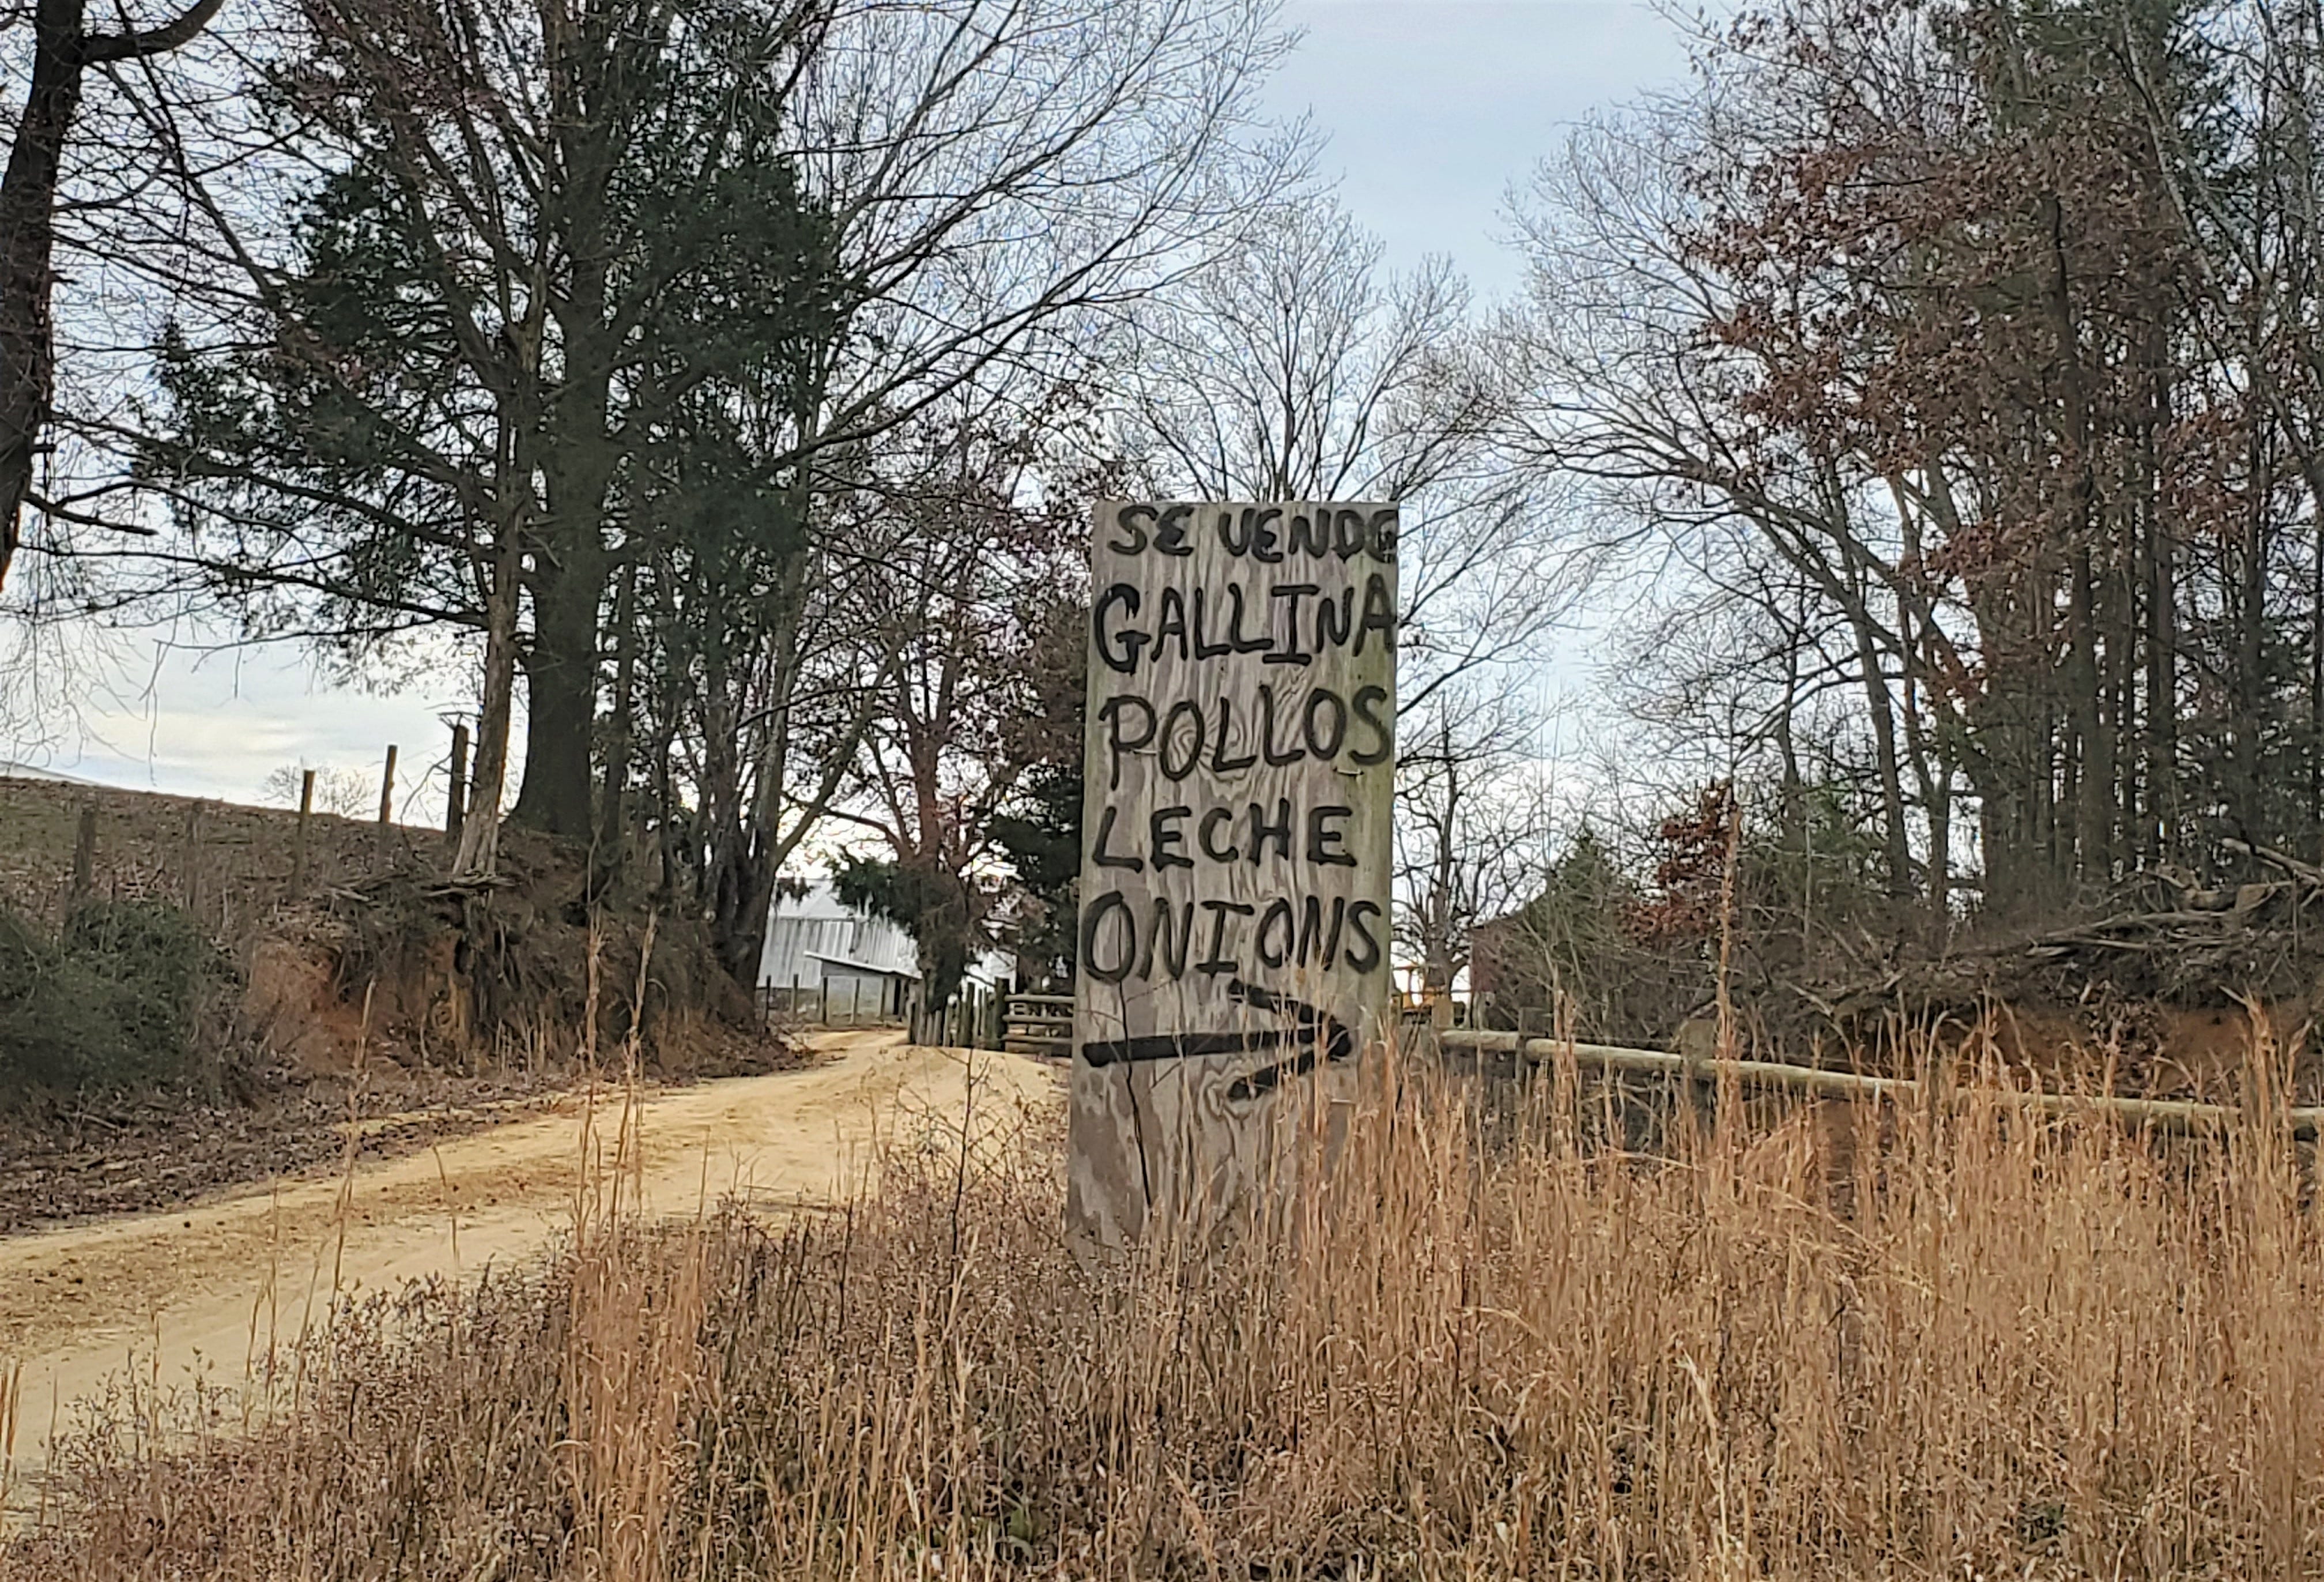 SE VENDE
GALLINA
POLLOS
LECHE
ONIONS